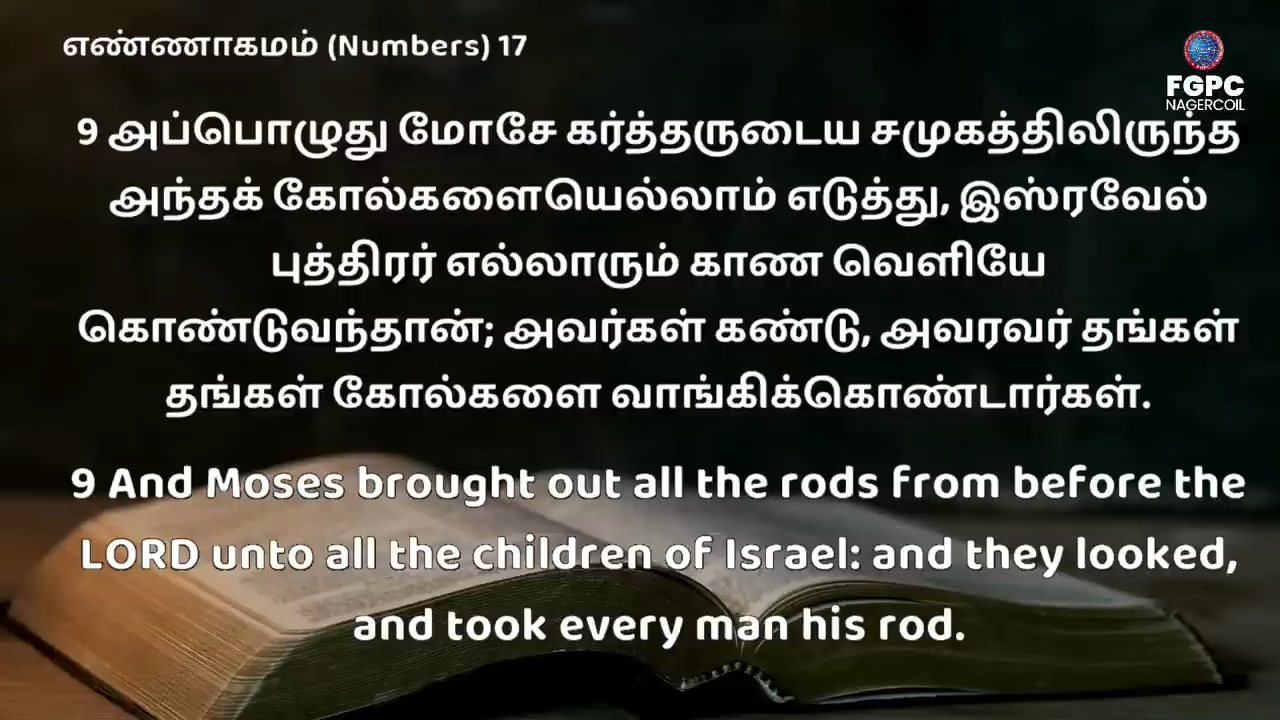 எண்ணாகமம் (Numbers) 17
FGPC
NAGERCOIL
9 அப்பொழுது மோசே கர்த்தருடைய சமுகத்திலிருந்த
அந்தக் கோல்களையெல்லாம் எடுத்து, இஸ்ரவேல்
புத்திரர் எல்லாரும் காண வெளியே
கொண்டுவந்தான்; அவர்கள் கண்டு, அவரவர் தங்கள்
தங்கள் கோல்களை வாங்கிக்கொண்டார்கள்.
9 And Moses brought out all the rods from before the
LORD unto all the children of Israel: and they looked,
and took every man his rod.